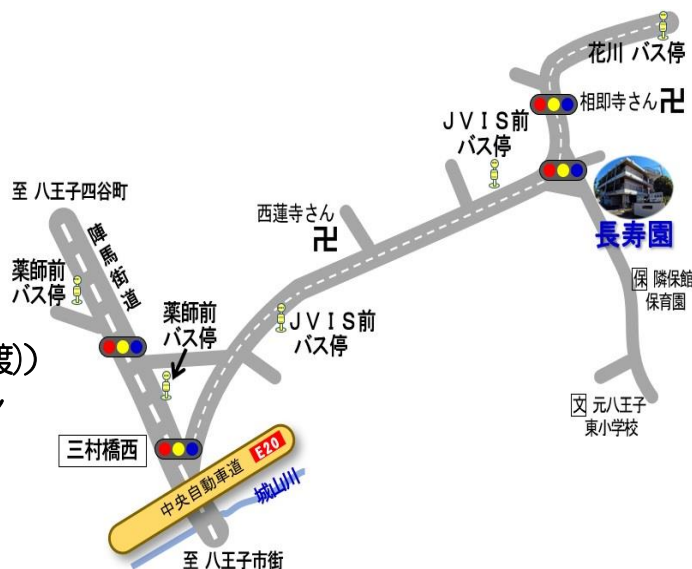 花川 バス停
相即寺さん 卍
ＪＶＩＳ前
バス停
至 八王子四谷町
西蓮寺さん
卍
長寿園
陣馬街道
薬師前
バス停
保 隣保館
保育園
薬師前
バス停
ＪＶＩＳ前
バス停
度))
文 元八王子
東小学校
三村橋西
中央自動車道 E20
城山川
至 八王子市街